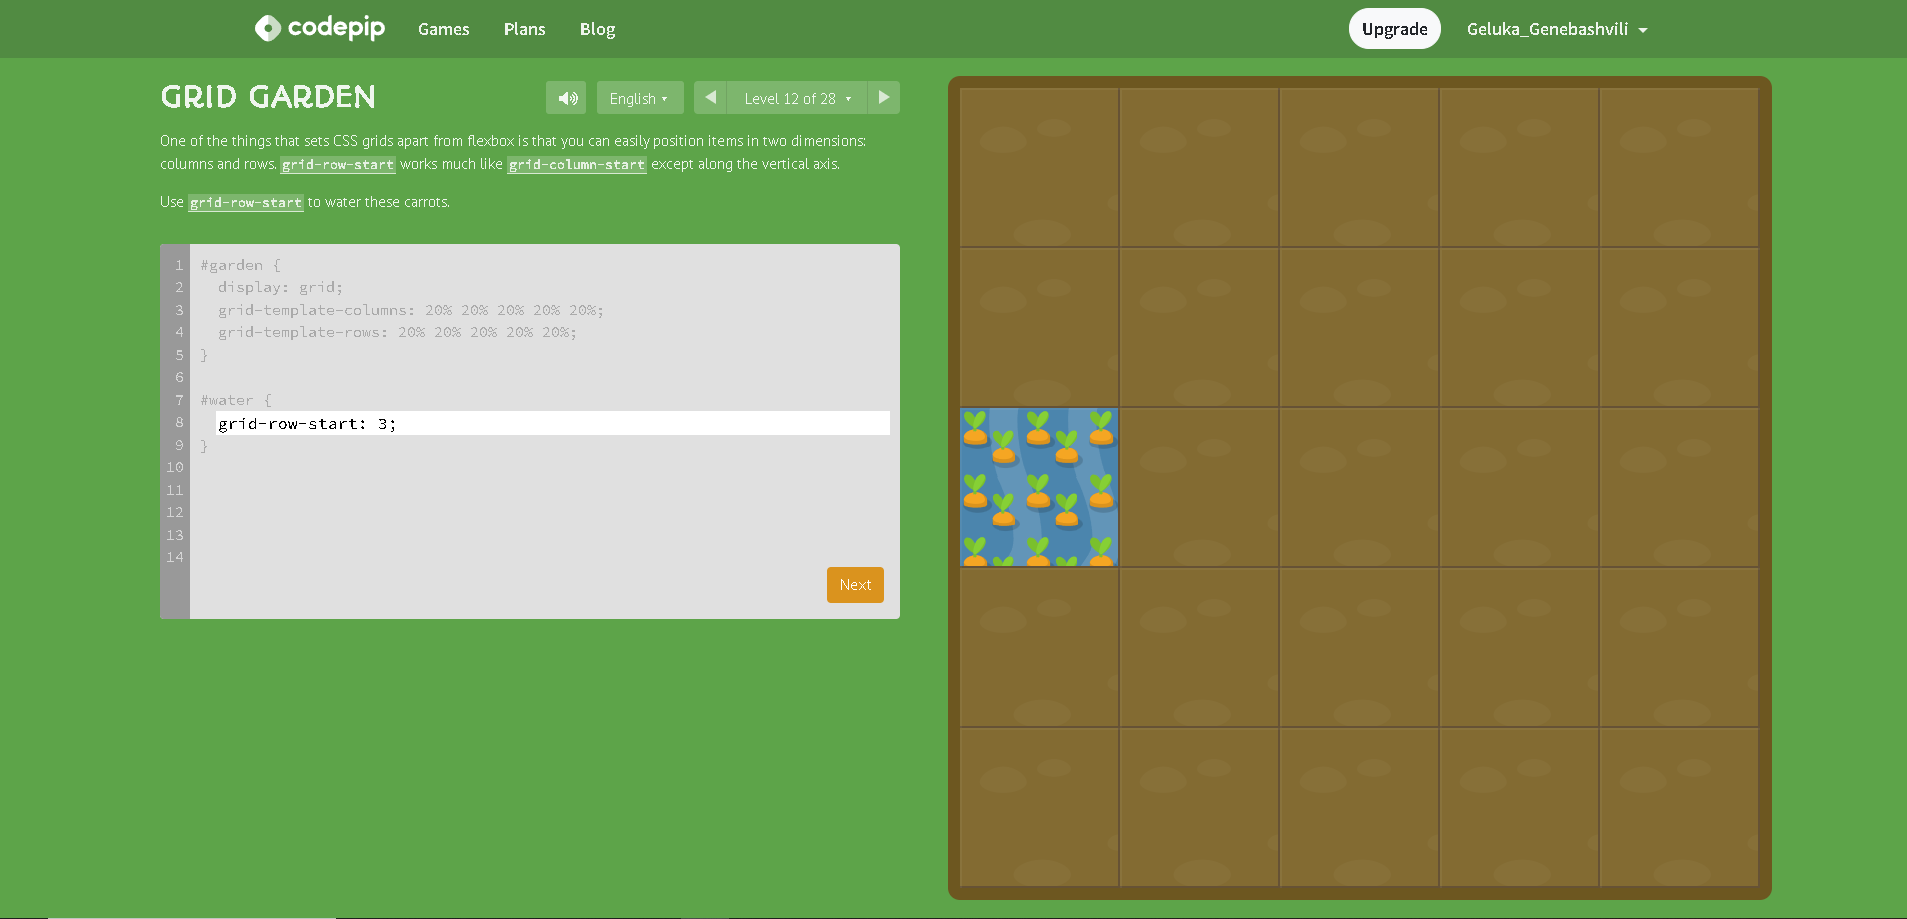 codepip Games Plans Blog Upgrade Geluka_Genebashvili
GRID GARDEN English Level 12 of 28
One of the things that sets CSS grids apart from flexbox is that you can easily position items in two dimensions:
columns and rows. grid-row-start works much like grid-column-start except along the vertical axis.
Use grid-row-start to water these carrots.
1 #garden {
2 display: grid;
3 grid-template-columns: 20% 20% 20% 20% 20%;
4 grid-template-rows: 20% 20% 20% 20% 20%;
5 }
6
7 #water {
8 grid-row-start: 3;
9 }
10
11
12
13
14
Next